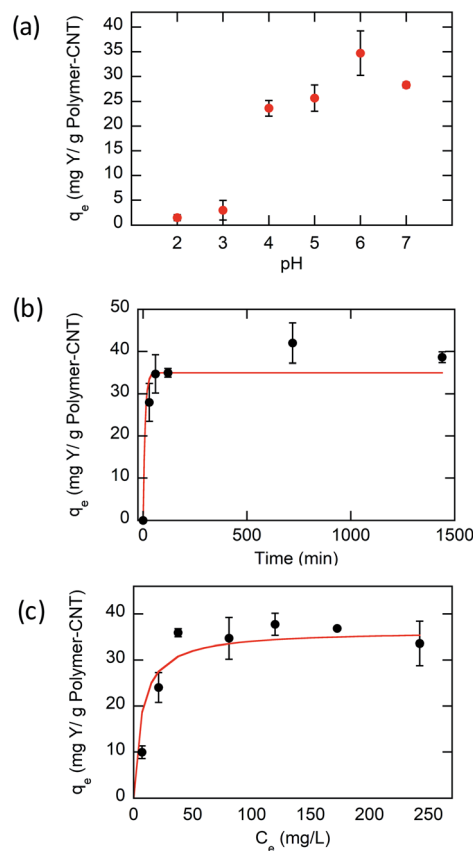 (a)
q_e (mg Y/ g Polymer-CNT)
40
35
30
25
20
15
10
5
0
2 3 4 5 6 7
pH
(b)
q_e (mg Y/ g Polymer-CNT)
50
40
30
20
10
0
0 500 1000 1500
Time (min)
(c)
q_e (mg Y/ g Polymer-CNT)
40
30
20
10
0
0 50 100 150 200 250
C_e (mg/L)